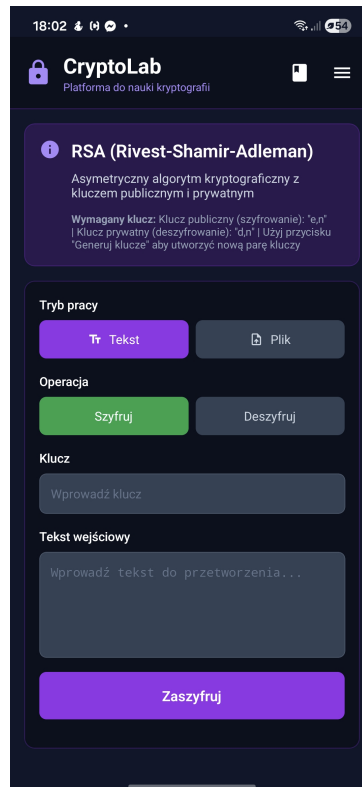 18:02
54
CryptoLab
Platforma do nauki kryptografii
RSA (Rivest-Shamir-Adleman)
Asymetryczny algorytm kryptograficzny z
kluczem publicznym i prywatnym
Wymagany klucz: Klucz publiczny (szyfrowanie): "e,n"
| Klucz prywatny (deszyfrowanie): "d,n" | Użyj przycisku
"Generuj klucze" aby utworzyć nową parę kluczy
Tryb pracy
Tekst
Plik
Operacja
Szyfruj
Deszyfruj
Klucz
Wprowadź klucz
Tekst wejściowy
Wprowadź tekst do przetworzenia...
Zaszyfruj